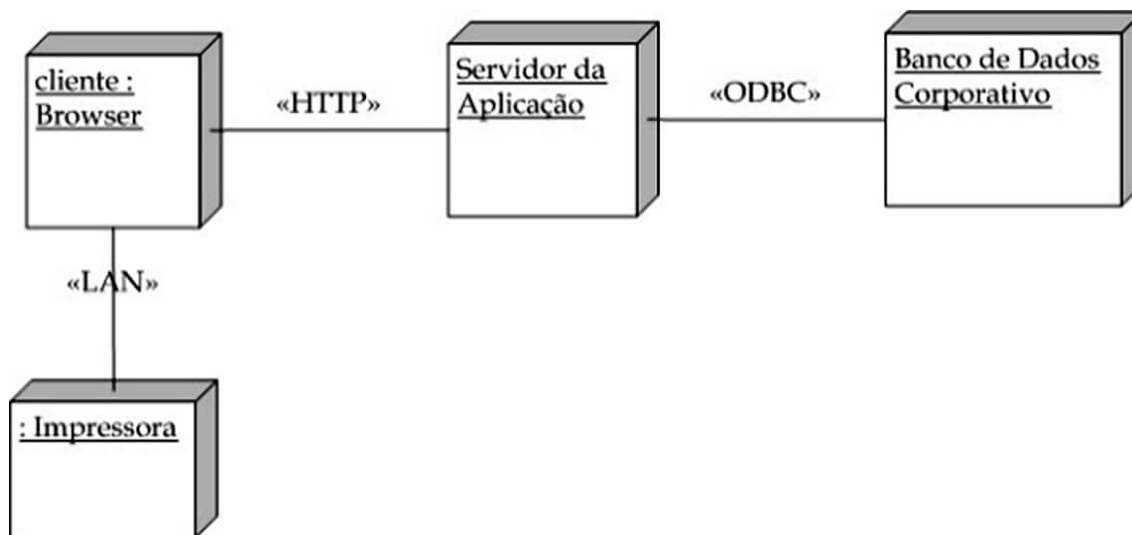 cliente :
Browser
«HTTP»
Servidor da
Aplicação
«ODBC»
Banco de Dados
Corporativo
«LAN»
: Impressora